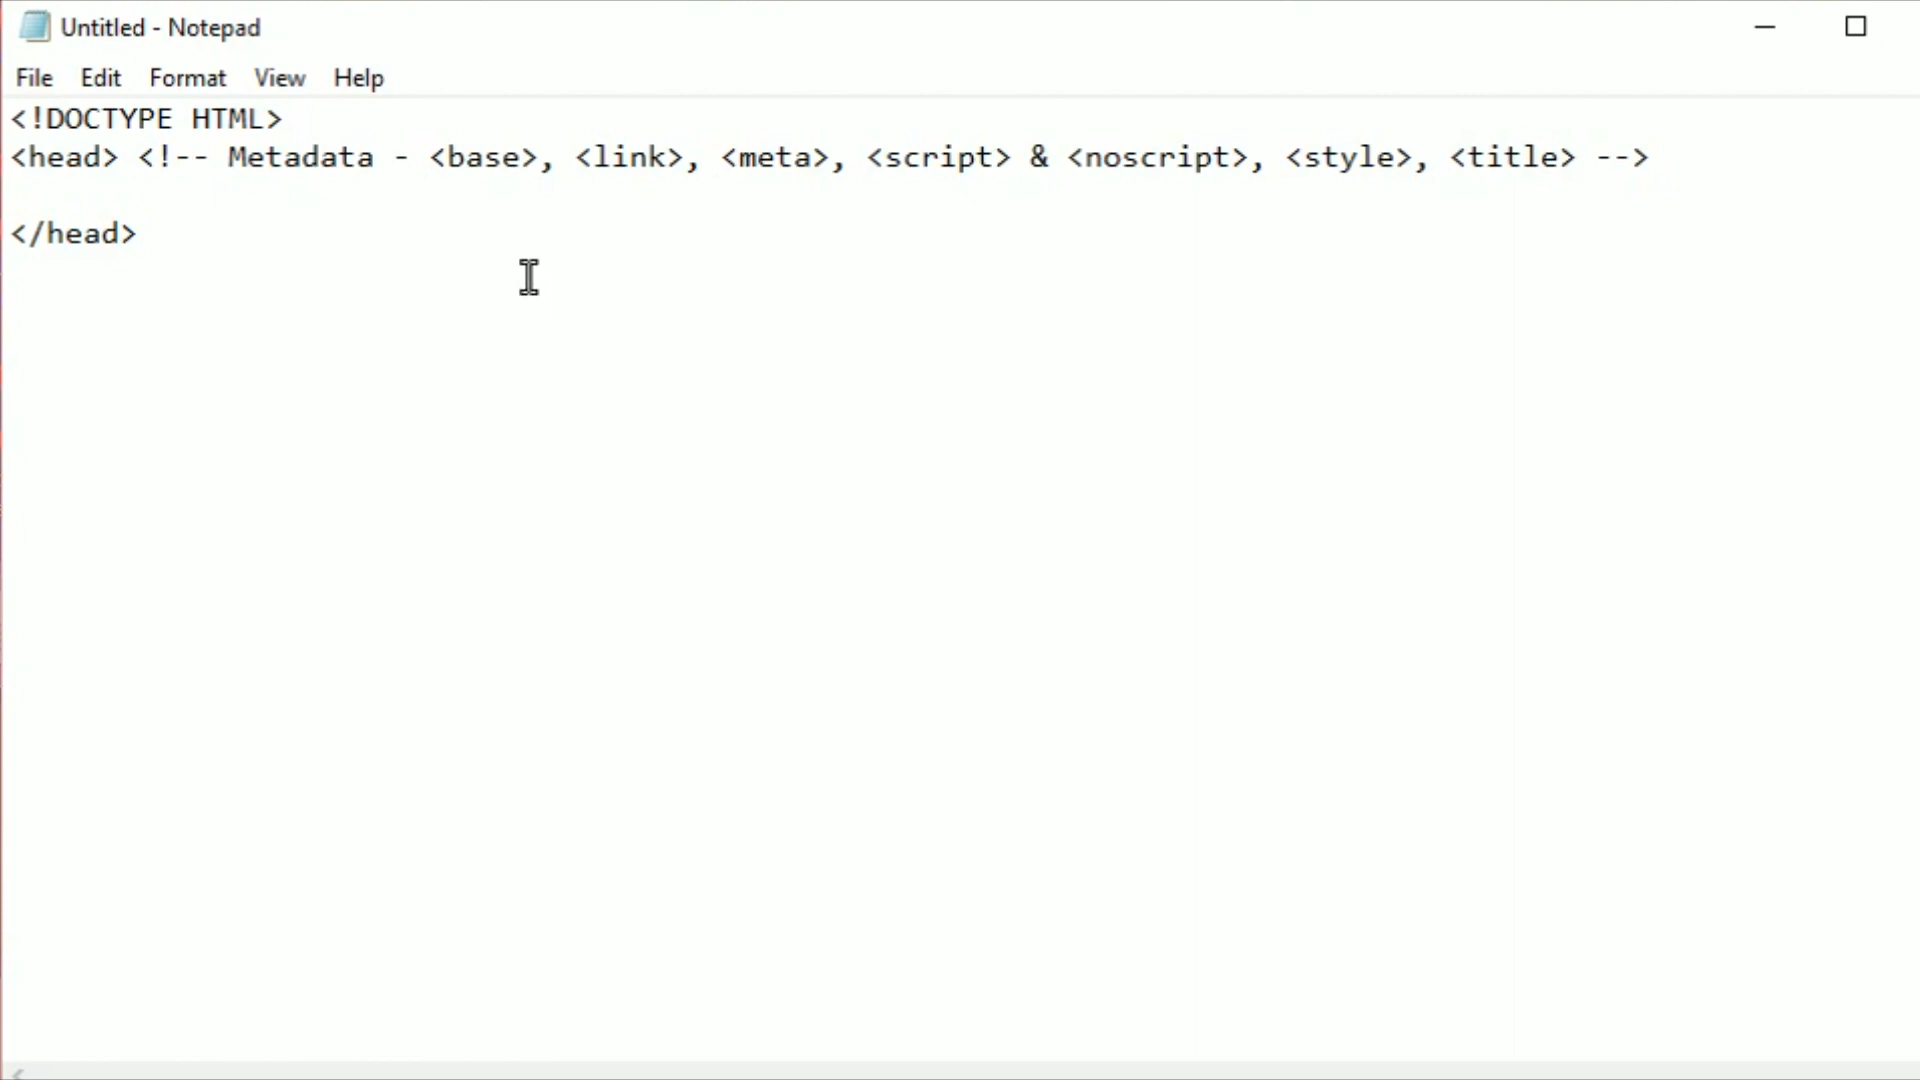 Untitled - Notepad
File Edit Format View Help
<!DOCTYPE HTML>
<head> <!-- Metadata - <base>, <link>, <meta>, <script> & <noscript>, <style>, <title> -->
</head>